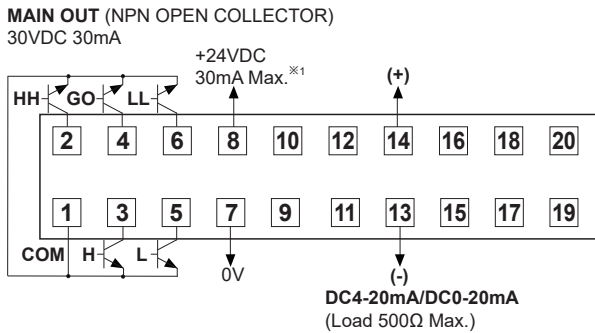 MAIN OUT (NPN OPEN COLLECTOR)
30VDC 30mA
+24VDC
30mA Max.※1
(+)
HH GO LL
2 4 6 8 10 12 14 16 18 20
1 3 5 7 9 11 13 15 17 19
COM H L
0V
(-)
DC4-20mA/DC0-20mA
(Load 500Ω Max.)